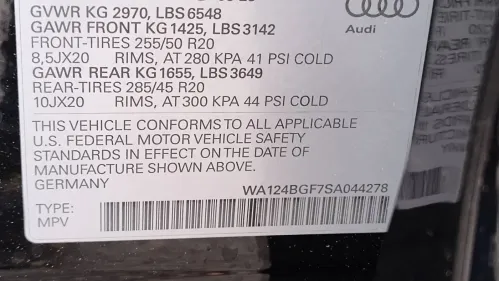 GVWR KG 2970, LBS 6548
GAWR FRONT KG 1425, LBS 3142
FRONT-TIRES 255/50 R20
8,5JX20 RIMS, AT 280 KPA 41 PSI COLD
GAWR REAR KG 1655, LBS 3649
REAR-TIRES 285/45 R20
10JX20 RIMS, AT 300 KPA 44 PSI COLD
Audi
THIS VEHICLE CONFORMS TO ALL APPLICABLE
U.S. FEDERAL MOTOR VEHICLE SAFETY
STANDARDS IN EFFECT ON THE DATE OF
MANUFACTURE SHOWN ABOVE.
GERMANY
WA124BGF7SA044278
TYPE:
MPV